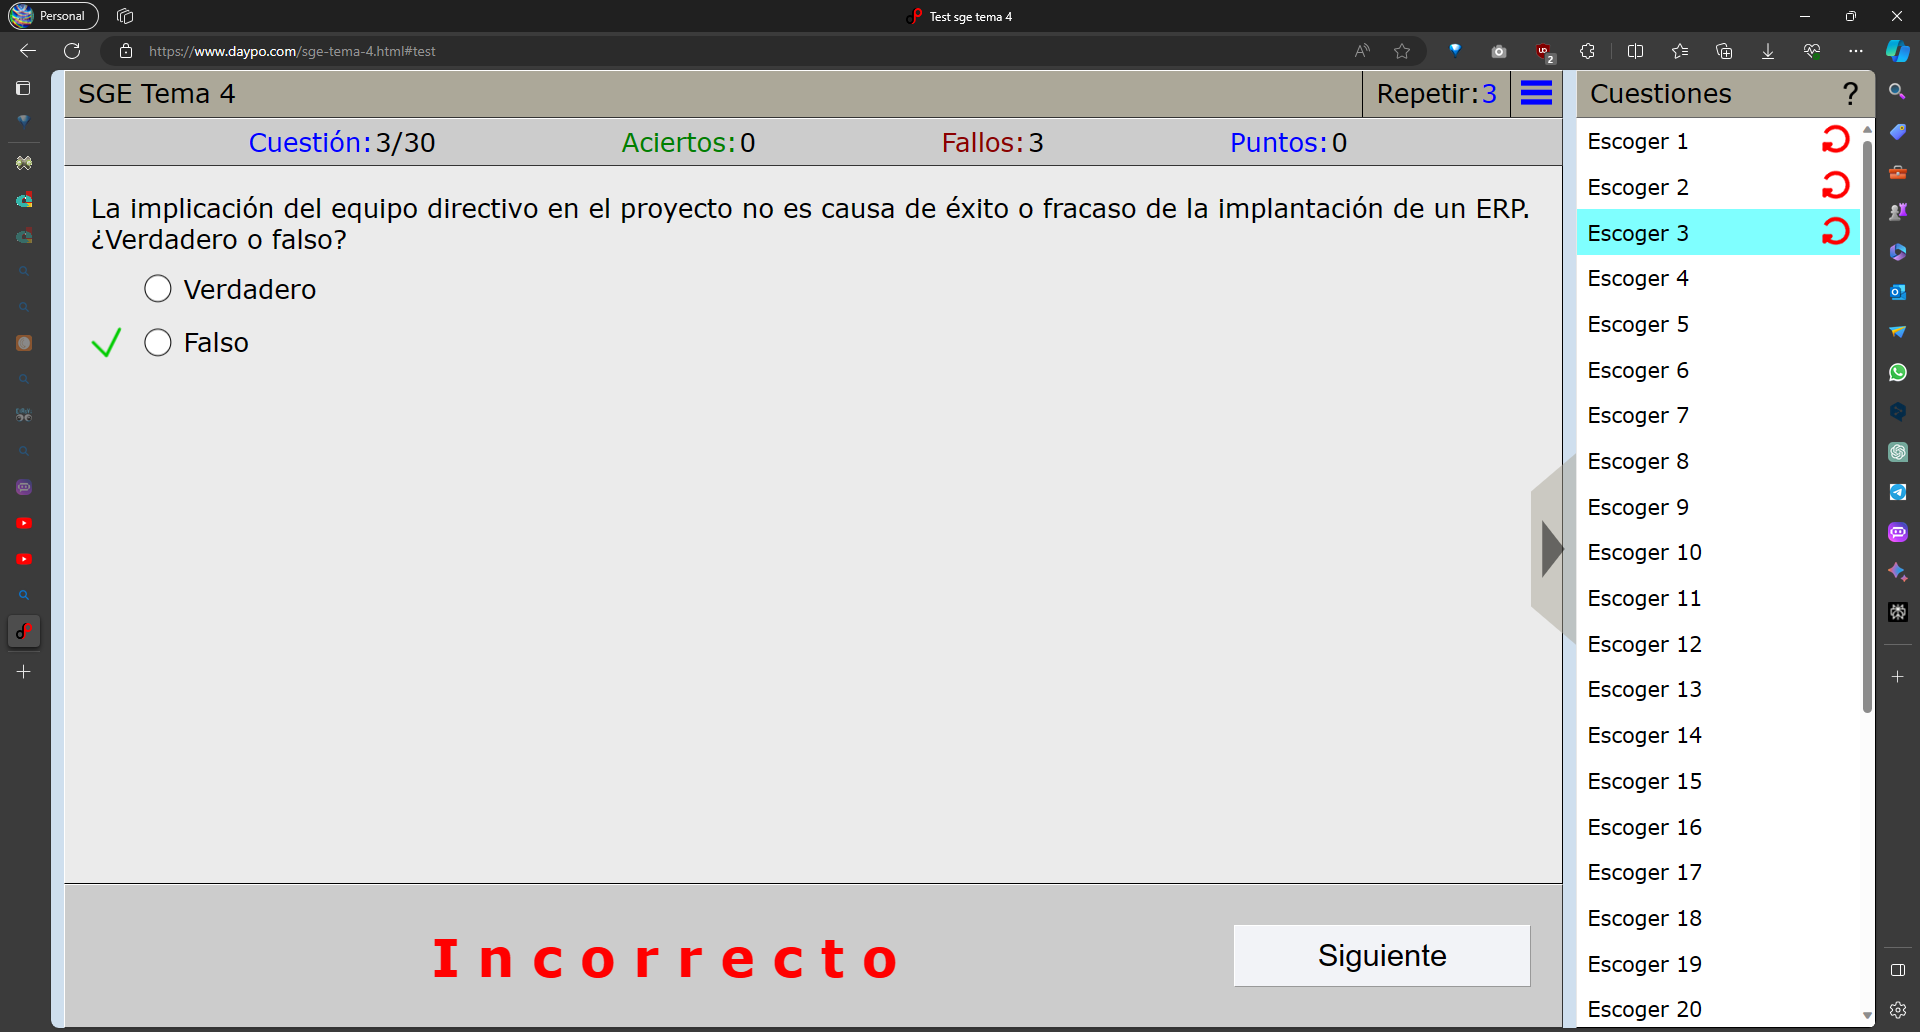 Personal
Test sge tema 4
https://www.daypo.com/sge-tema-4.html#test
2
SGE Tema 4
Repetir:3
Cuestiones
?
Cuestión:3/30
Aciertos:0
Fallos:3
Puntos:0
La implicación del equipo directivo en el proyecto no es causa de éxito o fracaso de la implantación de un ERP.
¿Verdadero o falso?
Verdadero
Falso
Incorrecto
Siguiente
Escoger 1
Escoger 2
Escoger 3
Escoger 4
Escoger 5
Escoger 6
Escoger 7
Escoger 8
Escoger 9
Escoger 10
Escoger 11
Escoger 12
Escoger 13
Escoger 14
Escoger 15
Escoger 16
Escoger 17
Escoger 18
Escoger 19
Escoger 20